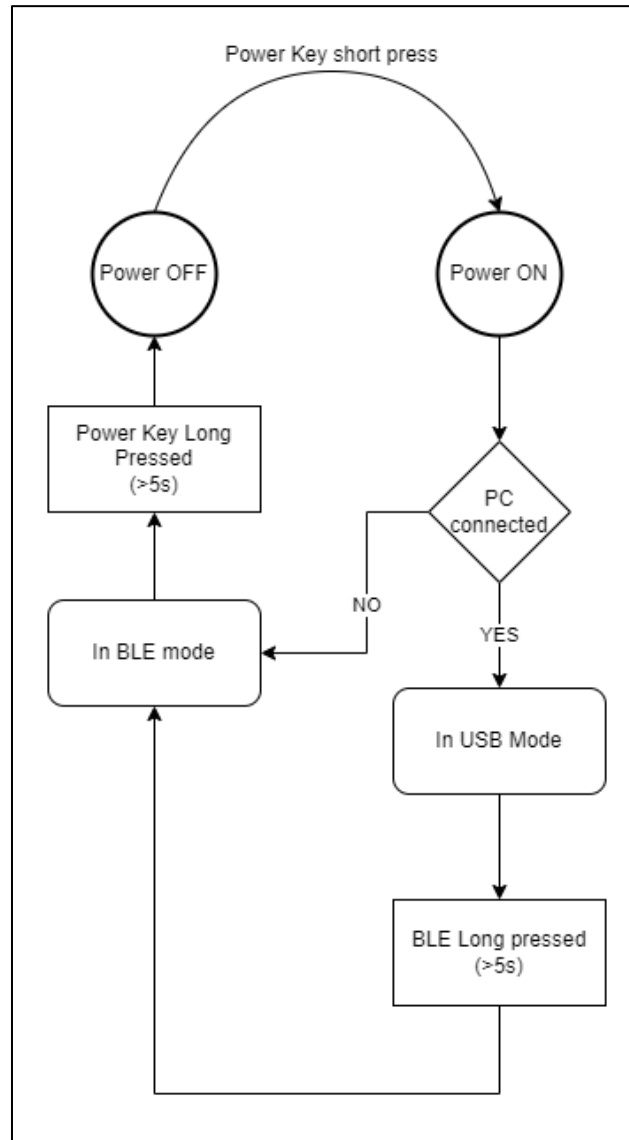 Power Key short press
Power OFF
Power ON
Power Key Long
Pressed
(>5s)
PC
connected
NO
YES
In BLE mode
In USB Mode
BLE Long pressed
(>5s)